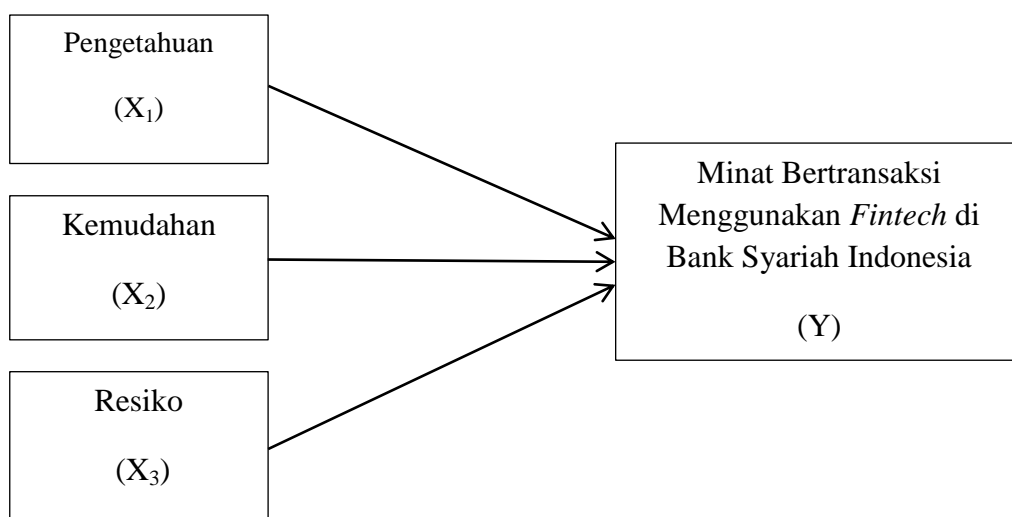 Pengetahuan
(X₁)
Kemudahan
(X₂)
Resiko
(X₃)
Minat Bertransaksi
Menggunakan Fintech di
Bank Syariah Indonesia
(Y)